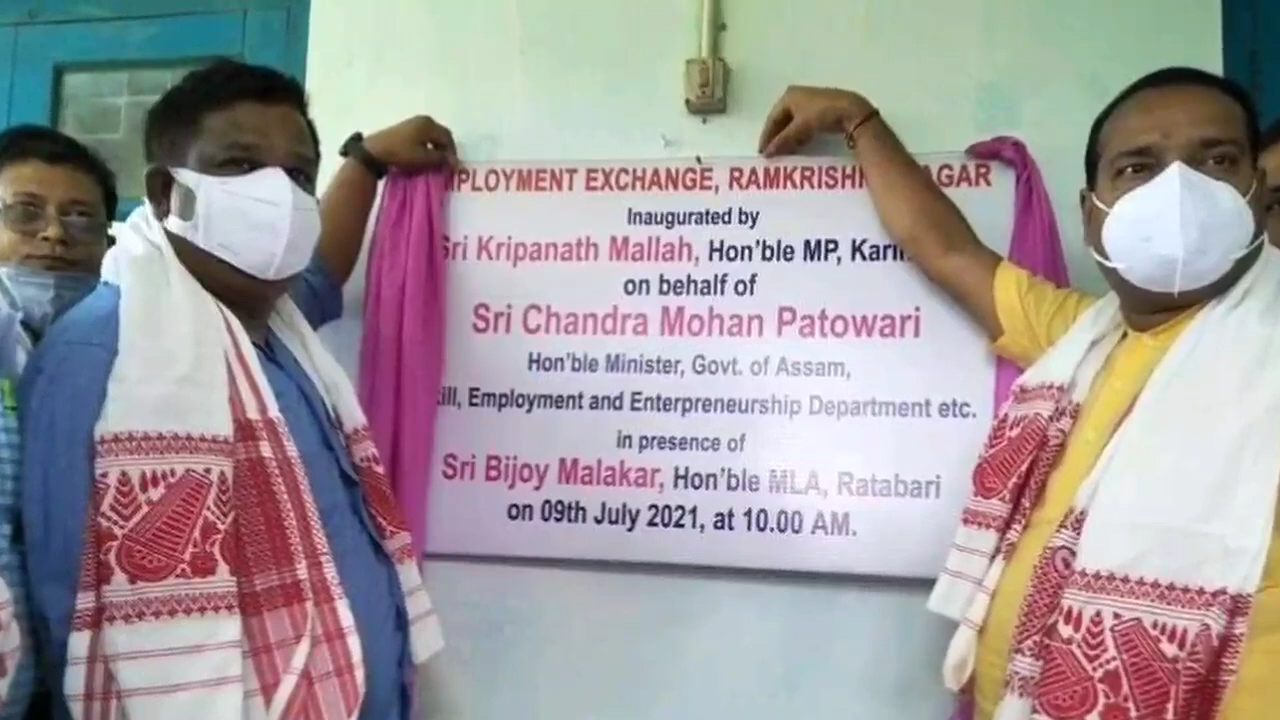 MPLOYMENT EXCHANGE, RAMKRISHN AGAR
Inaugurated by
Sri Kripanath Mallah, Hon'ble MP, Kari
on behalf of
Sri Chandra Mohan Patowari
Hon'ble Minister, Govt. of Assam,
ill, Employment and Enterpreneurship Department etc.
in presence of
Sri Bijoy Malakar, Hon'ble MLA, Ratabari
on 09th July 2021, at 10.00 AM.